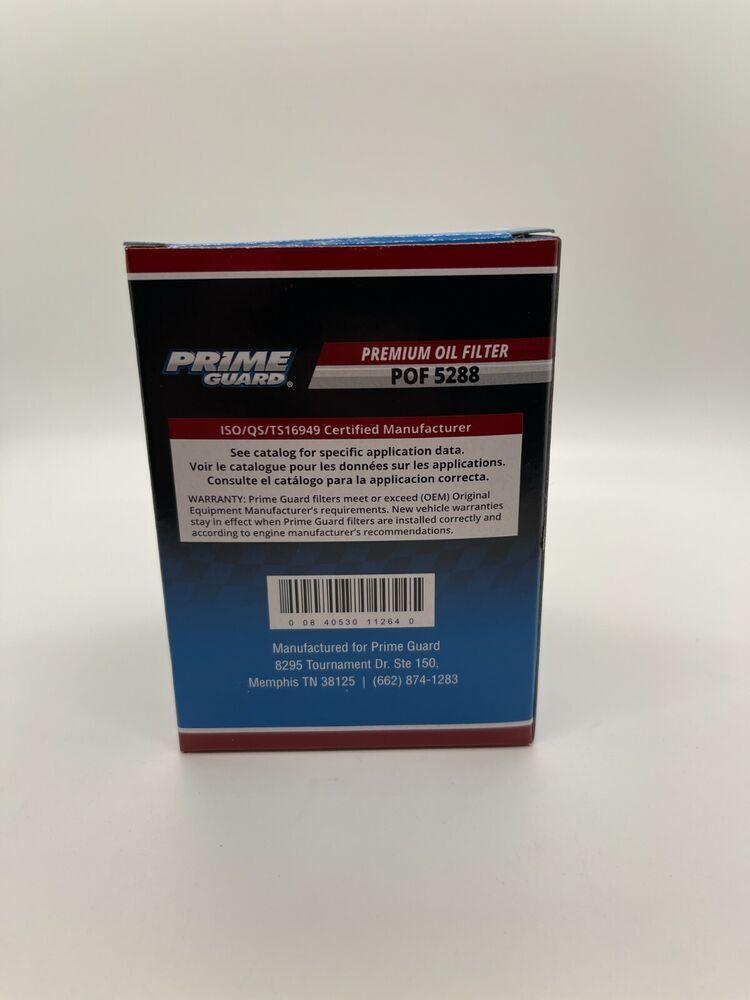 PR1ME
GUARD®
PREMIUM OIL FILTER
POF 5288
ISO/QS/TS16949 Certified Manufacturer
See catalog for specific application data.
Voir le catalogue pour les données sur les applications.
Consulte el catálogo para la applicacion correcta.
WARRANTY: Prime Guard filters meet or exceed (OEM) Original
Equipment Manufacturer's requirements. New vehicle warranties
stay in effect when Prime Guard filters are installed correctly and
according to engine manufacturer's recommendations.
0 08 40530 11264 0
Manufactured for Prime Guard
8295 Tournament Dr. Ste 150,
Memphis TN 38125 | (662) 874-1283